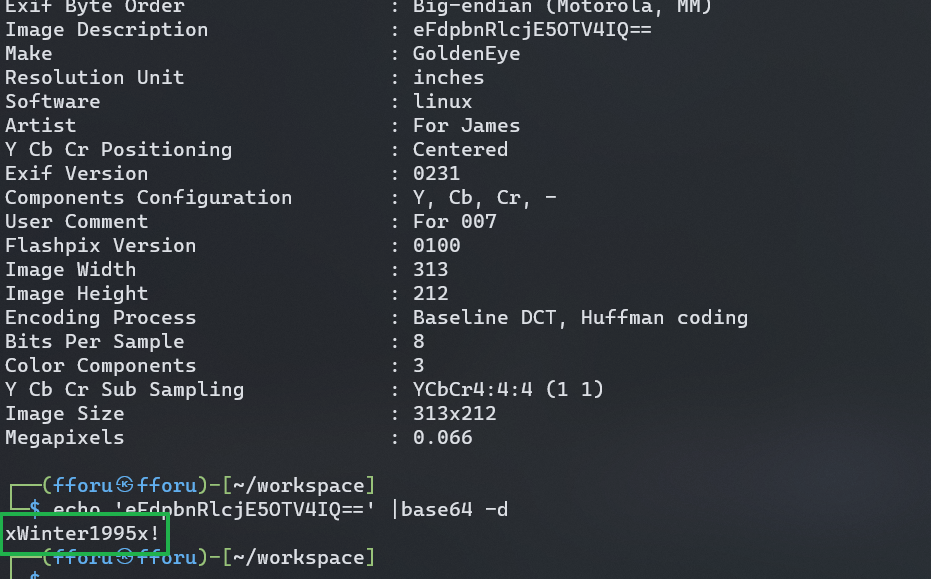 Exif Byte Order : Big-endian (Motorola, MM)
Image Description : eFdpbnRlcjE5OTV4IQ==
Make : GoldenEye
Resolution Unit : inches
Software : linux
Artist : For James
Y Cb Cr Positioning : Centered
Exif Version : 0231
Components Configuration : Y, Cb, Cr, -
User Comment : For 007
Flashpix Version : 0100
Image Width : 313
Image Height : 212
Encoding Process : Baseline DCT, Huffman coding
Bits Per Sample : 8
Color Components : 3
Y Cb Cr Sub Sampling : YCbCr4:4:4 (1 1)
Image Size : 313x212
Megapixels : 0.066
┌──(fforu㉿fforu)-[~/workspace]
└─$ echo 'eFdpbnRlcjE5OTV4IQ==' |base64 -d
xWinter1995x!
┌──(fforu㉿fforu)-[~/workspace]
└─$